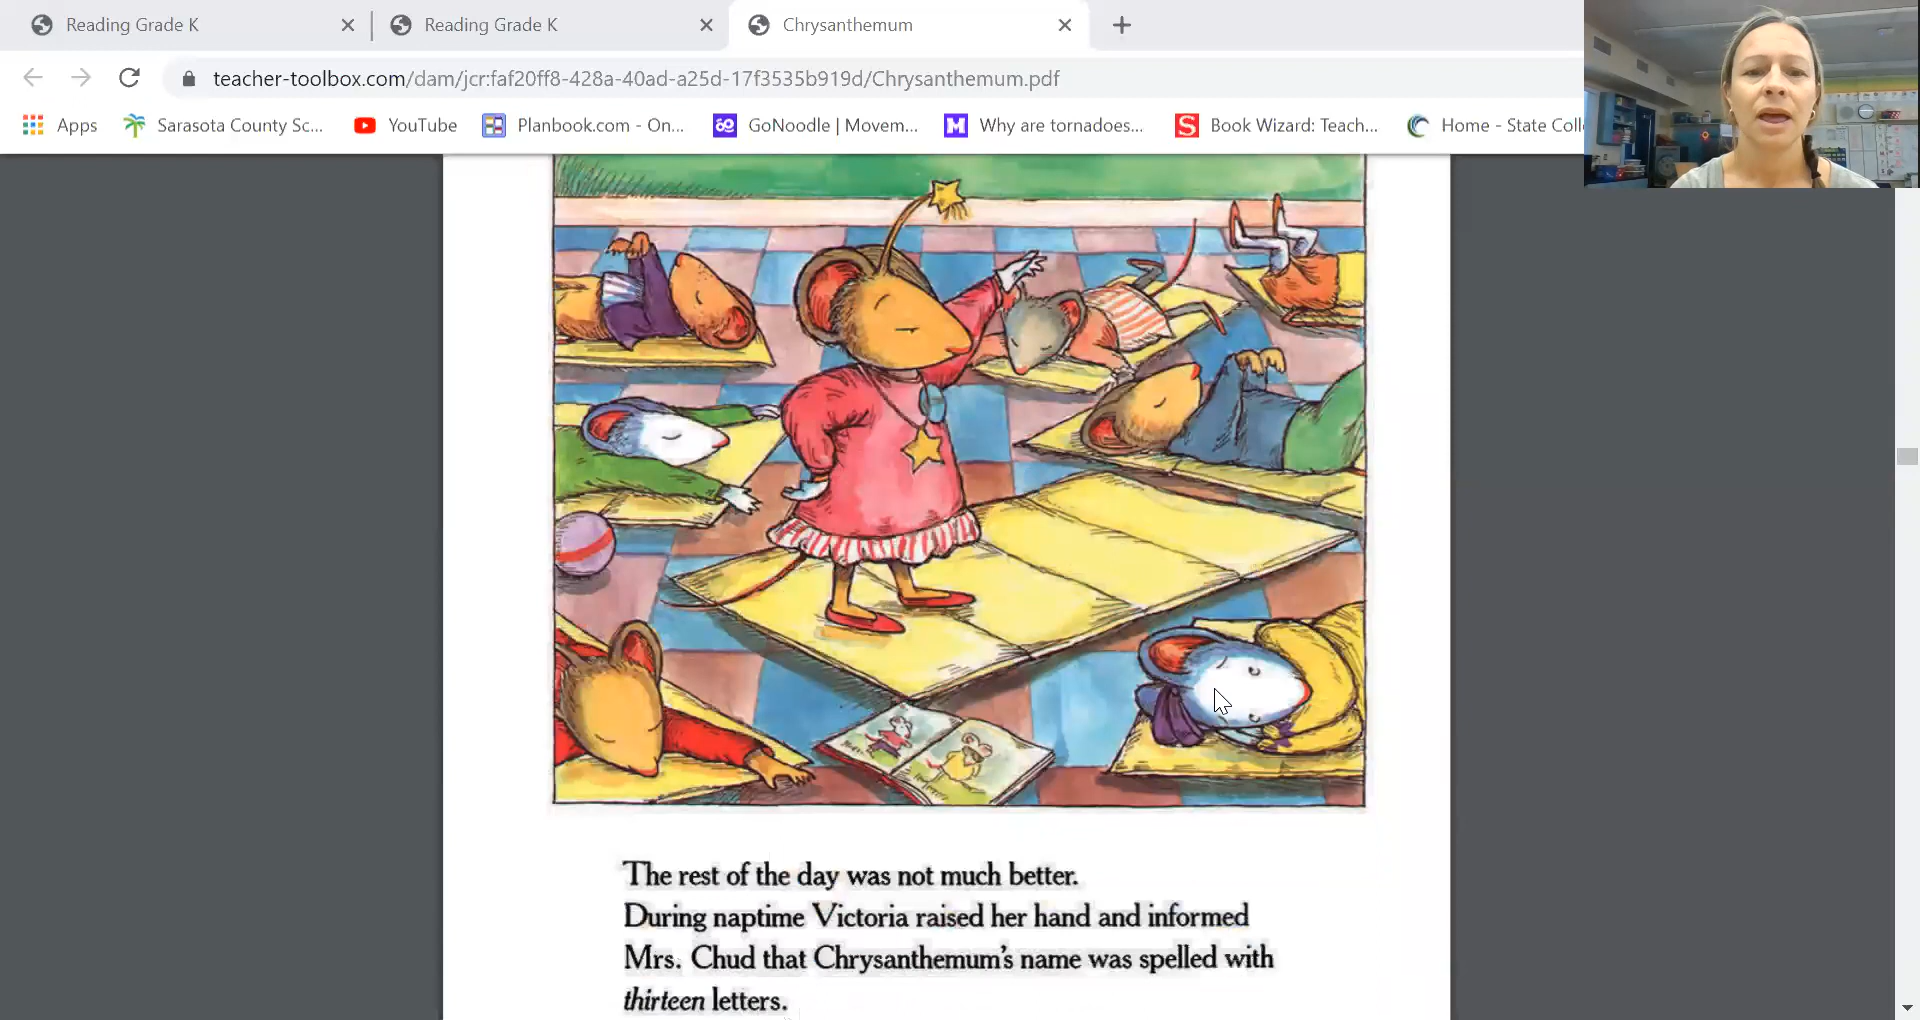 Reading Grade K
Reading Grade K
Chrysanthemum
teacher-toolbox.com/dam/jcr:faf20ff8-428a-40ad-a25d-17f3535b919d/Chrysanthemum.pdf
Apps
Sarasota County Sc...
YouTube
Planbook.com - On...
GoNoodle | Movem...
M
Why are tornadoes...
S
Book Wizard: Teach...
Home - State Coll
The rest of the day was not much better.
During naptime Victoria raised her hand and informed
Mrs. Chud that Chrysanthemum's name was spelled with
thirteen letters.